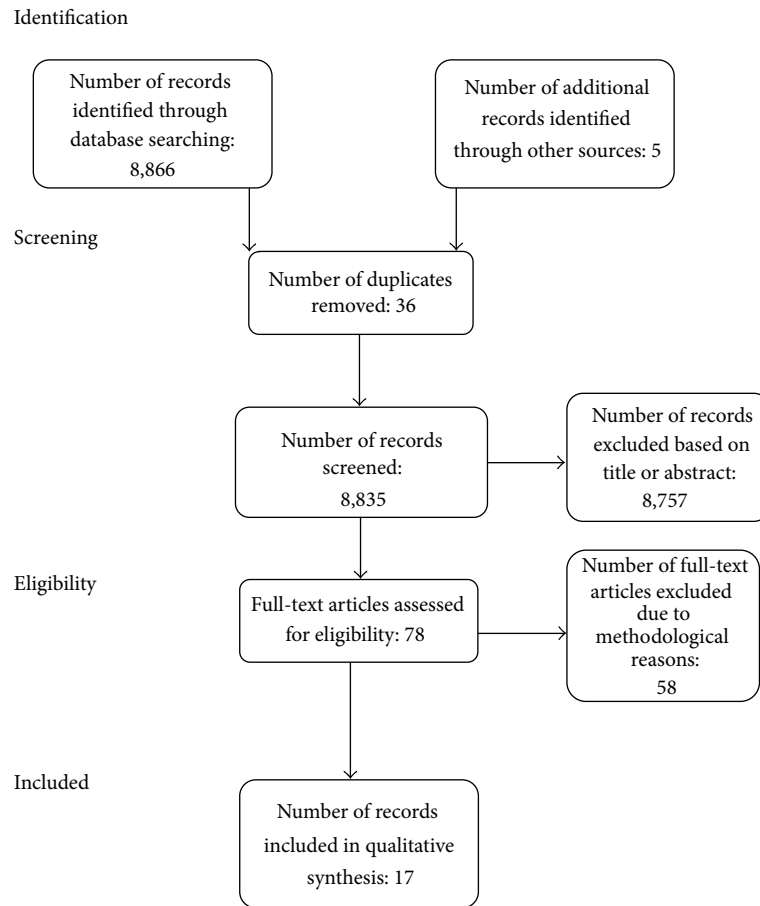 Identification
Number of records
identified through
database searching:
8,866
Number of additional
records identified
through other sources: 5
Screening
Number of duplicates
removed: 36
Number of records
screened:
8,835
Number of records
excluded based on
title or abstract:
8,757
Eligibility
Full-text articles assessed
for eligibility: 78
Number of full-text
articles excluded
due to
methodological
reasons:
58
Included
Number of records
included in qualitative
synthesis: 17